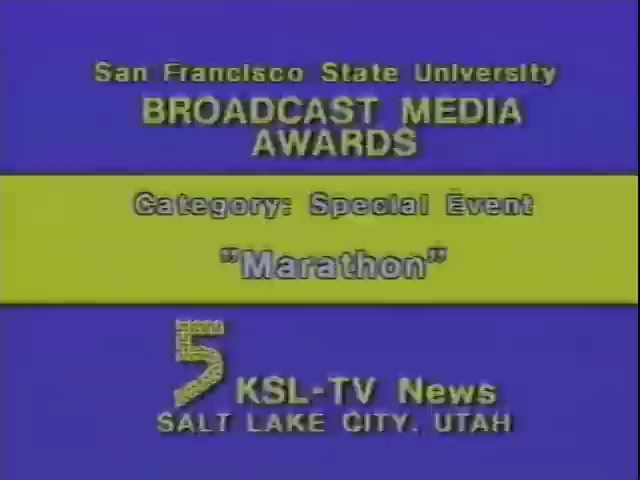 San Francisco State University
BROADCAST MEDIA
AWARDS
Category: Special Event
"Marathon"
5 KSL-TV News
SALT LAKE CITY, UTAH